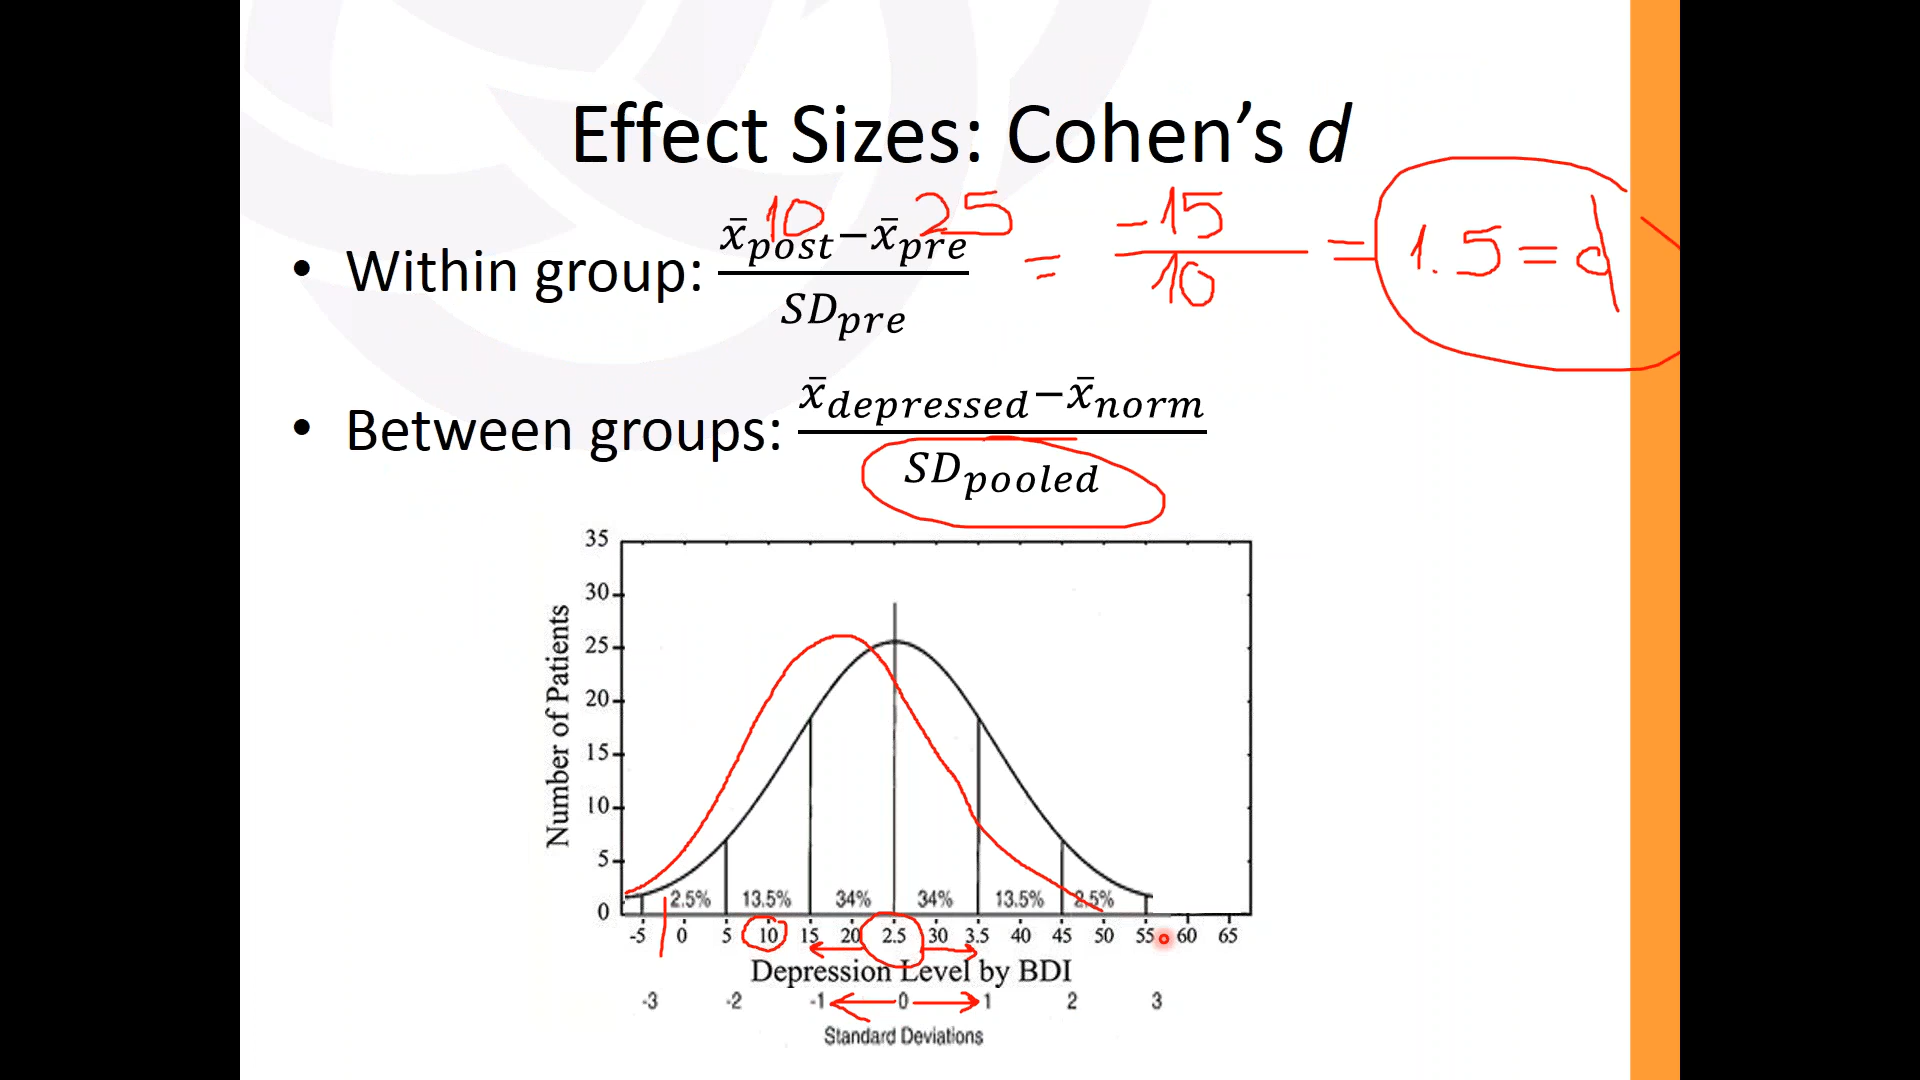 Effect Sizes: Cohen's d
10 25 = -15 / 10 = 1.5 = d
• Within group: x̄post−x̄pre / SDpre
• Between groups: x̄depressed−x̄norm / SDpooled
35
30
25
20
15
10
5
0
Number of Patients
2.5% 13.5% 34% 34% 13.5% 2.5%
-5 0 5 10 15 20 2.5 30 3.5 40 45 50 55 60 65
Depression Level by BDI
-3 -2 -1 0 1 2 3
Standard Deviations